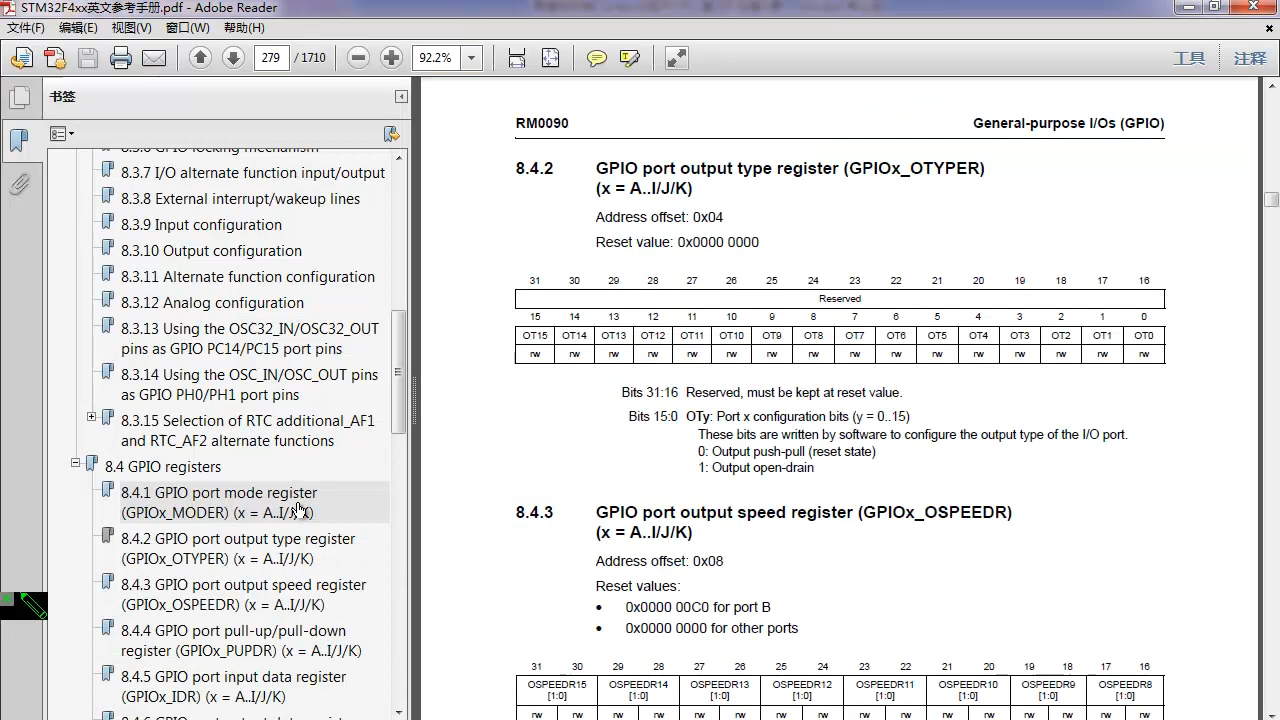 STM32F4xx英文参考手册.pdf - Adobe Reader
文件(F) 编辑(E) 视图(V) 窗口(W) 帮助(H)
279 / 1710 92.2% 工具 注释
书签
8.3.7 I/O alternate function input/output
8.3.8 External interrupt/wakeup lines
8.3.9 Input configuration
8.3.10 Output configuration
8.3.11 Alternate function configuration
8.3.12 Analog configuration
8.3.13 Using the OSC32_IN/OSC32_OUT
pins as GPIO PC14/PC15 port pins
8.3.14 Using the OSC_IN/OSC_OUT pins
as GPIO PH0/PH1 port pins
8.3.15 Selection of RTC additional_AF1
and RTC_AF2 alternate functions
8.4 GPIO registers
8.4.1 GPIO port mode register
(GPIOx_MODER) (x = A..I/J/K)
8.4.2 GPIO port output type register
(GPIOx_OTYPER) (x = A..I/J/K)
8.4.3 GPIO port output speed register
(GPIOx_OSPEEDR) (x = A..I/J/K)
8.4.4 GPIO port pull-up/pull-down
register (GPIOx_PUPDR) (x = A..I/J/K)
8.4.5 GPIO port input data register
(GPIOx_IDR) (x = A..I/J/K)
RM0090 General-purpose I/Os (GPIO)
8.4.2 GPIO port output type register (GPIOx_OTYPER)
(x = A..I/J/K)
Address offset: 0x04
Reset value: 0x0000 0000
31 30 29 28 27 26 25 24 23 22 21 20 19 18 17 16
Reserved
15 14 13 12 11 10 9 8 7 6 5 4 3 2 1 0
OT15 OT14 OT13 OT12 OT11 OT10 OT9 OT8 OT7 OT6 OT5 OT4 OT3 OT2 OT1 OT0
rw rw rw rw rw rw rw rw rw rw rw rw rw rw rw rw
Bits 31:16 Reserved, must be kept at reset value.
Bits 15:0 OTy: Port x configuration bits (y = 0..15)
These bits are written by software to configure the output type of the I/O port.
0: Output push-pull (reset state)
1: Output open-drain
8.4.3 GPIO port output speed register (GPIOx_OSPEEDR)
(x = A..I/J/K)
Address offset: 0x08
Reset values:
• 0x0000 00C0 for port B
• 0x0000 0000 for other ports
31 30 29 28 27 26 25 24 23 22 21 20 19 18 17 16
OSPEEDR15 OSPEEDR14 OSPEEDR13 OSPEEDR12 OSPEEDR11 OSPEEDR10 OSPEEDR9 OSPEEDR8
[1:0] [1:0] [1:0] [1:0] [1:0] [1:0] [1:0] [1:0]
rw rw rw rw rw rw rw rw rw rw rw rw rw rw rw rw